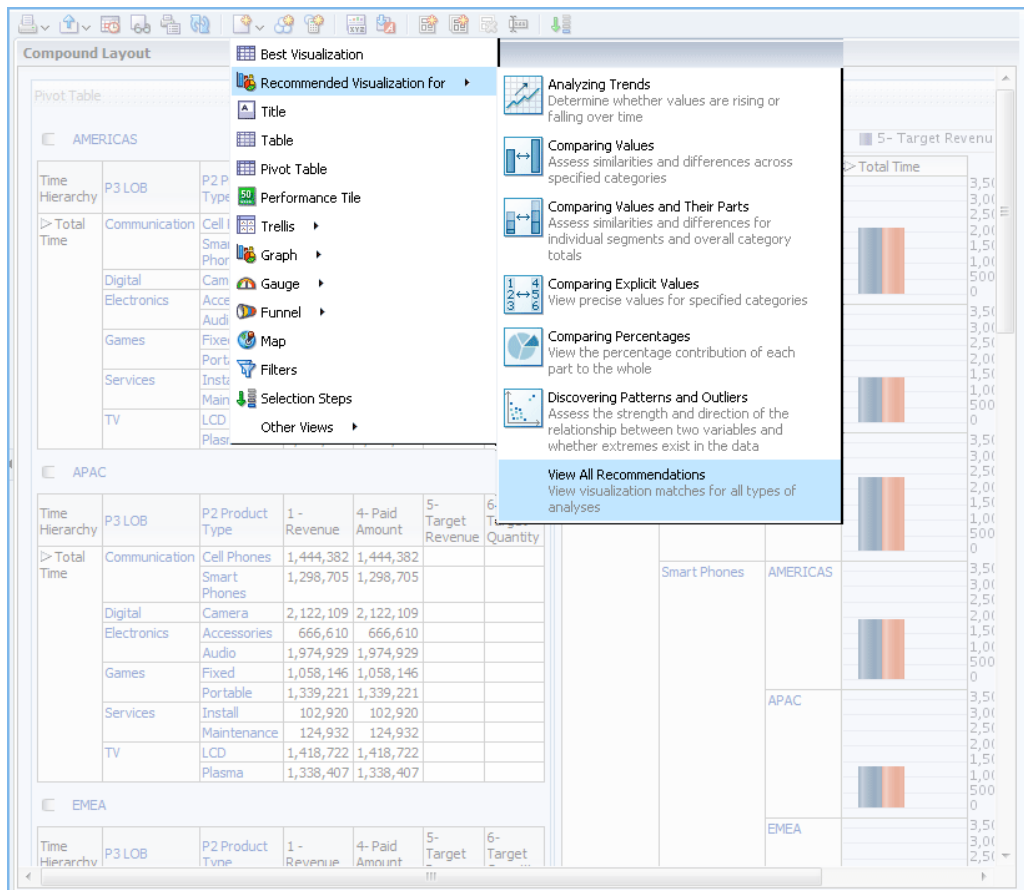 Compound Layout
Best Visualization
Recommended Visualization for
Title
Table
Pivot Table
Performance Tile
Trellis
Graph
Gauge
Funnel
Map
Filters
Selection Steps
Other Views
Analyzing Trends
Determine whether values are rising or
falling over time
Comparing Values
Assess similarities and differences across
specified categories
Comparing Values and Their Parts
Assess similarities and differences for
individual segments and overall category
totals
Comparing Explicit Values
View precise values for specified categories
Comparing Percentages
View the percentage contribution of each
part to the whole
Discovering Patterns and Outliers
Assess the strength and direction of the
relationship between two variables and
whether extremes exist in the data
View All Recommendations
View visualization matches for all types of
analyses
Pivot Table
AMERICAS
Time
Hierarchy P3 LOB P2
Total
Time
Communication Cell
Digital
Electronics
Games
Services
TV LCD
APAC
Time
Hierarchy P3 LOB P2 Product
Type 1 -
Revenue 4- Paid
Amount 5-
Target
Revenue 6-
Quantity
Total
Time
Communication Cell Phones 1,444,382 1,444,382
Smart
Phones 1,298,705 1,298,705
Digital Camera 2,122,109 2,122,109
Electronics Accessories 666,610 666,610
Audio 1,974,929 1,974,929
Games Fixed 1,058,146 1,058,146
Portable 1,339,221 1,339,221
Services Install 102,920 102,920
Maintenance 124,932 124,932
TV LCD 1,418,722 1,418,722
Plasma 1,338,407 1,338,407
EMEA
Time
Hierarchy P3 LOB P2 Product
Type 1 -
Revenue 4- Paid
Amount 5-
Target 6-
Target
5- Target Revenu
Total Time
Smart Phones AMERICAS
APAC
EMEA